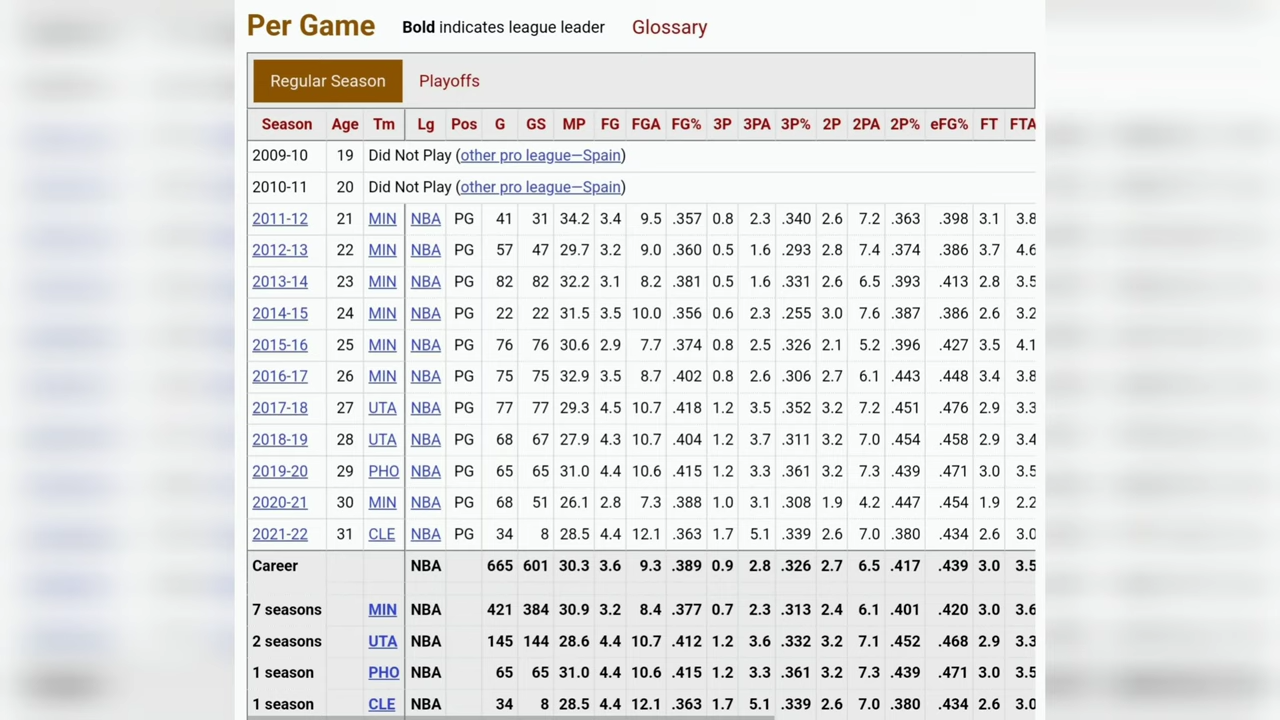 Per Game Bold indicates league leader Glossary
Regular Season Playoffs
Season Age Tm Lg Pos G GS MP FG FGA FG% 3P 3PA 3P% 2P 2PA 2P% eFG% FT FTA
2009-10 19 Did Not Play (other pro league—Spain)
2010-11 20 Did Not Play (other pro league—Spain)
2011-12 21 MIN NBA PG 41 31 34.2 3.4 9.5 .357 0.8 2.3 .340 2.6 7.2 .363 .398 3.1 3.8
2012-13 22 MIN NBA PG 57 47 29.7 3.2 9.0 .360 0.5 1.6 .293 2.8 7.4 .374 .386 3.7 4.6
2013-14 23 MIN NBA PG 82 82 32.2 3.1 8.2 .381 0.5 1.6 .331 2.6 6.5 .393 .413 2.8 3.5
2014-15 24 MIN NBA PG 22 22 31.5 3.5 10.0 .356 0.6 2.3 .255 3.0 7.6 .387 .386 2.6 3.2
2015-16 25 MIN NBA PG 76 76 30.6 2.9 7.7 .374 0.8 2.5 .326 2.1 5.2 .396 .427 3.5 4.1
2016-17 26 MIN NBA PG 75 75 32.9 3.5 8.7 .402 0.8 2.6 .306 2.7 6.1 .443 .448 3.4 3.8
2017-18 27 UTA NBA PG 77 77 29.3 4.5 10.7 .418 1.2 3.5 .352 3.2 7.2 .451 .476 2.9 3.3
2018-19 28 UTA NBA PG 68 67 27.9 4.3 10.7 .404 1.2 3.7 .311 3.2 7.0 .454 .458 2.9 3.4
2019-20 29 PHO NBA PG 65 65 31.0 4.4 10.6 .415 1.2 3.3 .361 3.2 7.3 .439 .471 3.0 3.5
2020-21 30 MIN NBA PG 68 51 26.1 2.8 7.3 .388 1.0 3.1 .308 1.9 4.2 .447 .454 1.9 2.2
2021-22 31 CLE NBA PG 34 8 28.5 4.4 12.1 .363 1.7 5.1 .339 2.6 7.0 .380 .434 2.6 3.0
Career NBA 665 601 30.3 3.6 9.3 .389 0.9 2.8 .326 2.7 6.5 .417 .439 3.0 3.5
7 seasons MIN NBA 421 384 30.9 3.2 8.4 .377 0.7 2.3 .313 2.4 6.1 .401 .420 3.0 3.6
2 seasons UTA NBA 145 144 28.6 4.4 10.7 .412 1.2 3.6 .332 3.2 7.1 .452 .468 2.9 3.3
1 season PHO NBA 65 65 31.0 4.4 10.6 .415 1.2 3.3 .361 3.2 7.3 .439 .471 3.0 3.5
1 season CLE NBA 34 8 28.5 4.4 12.1 .363 1.7 5.1 .339 2.6 7.0 .380 .434 2.6 3.0